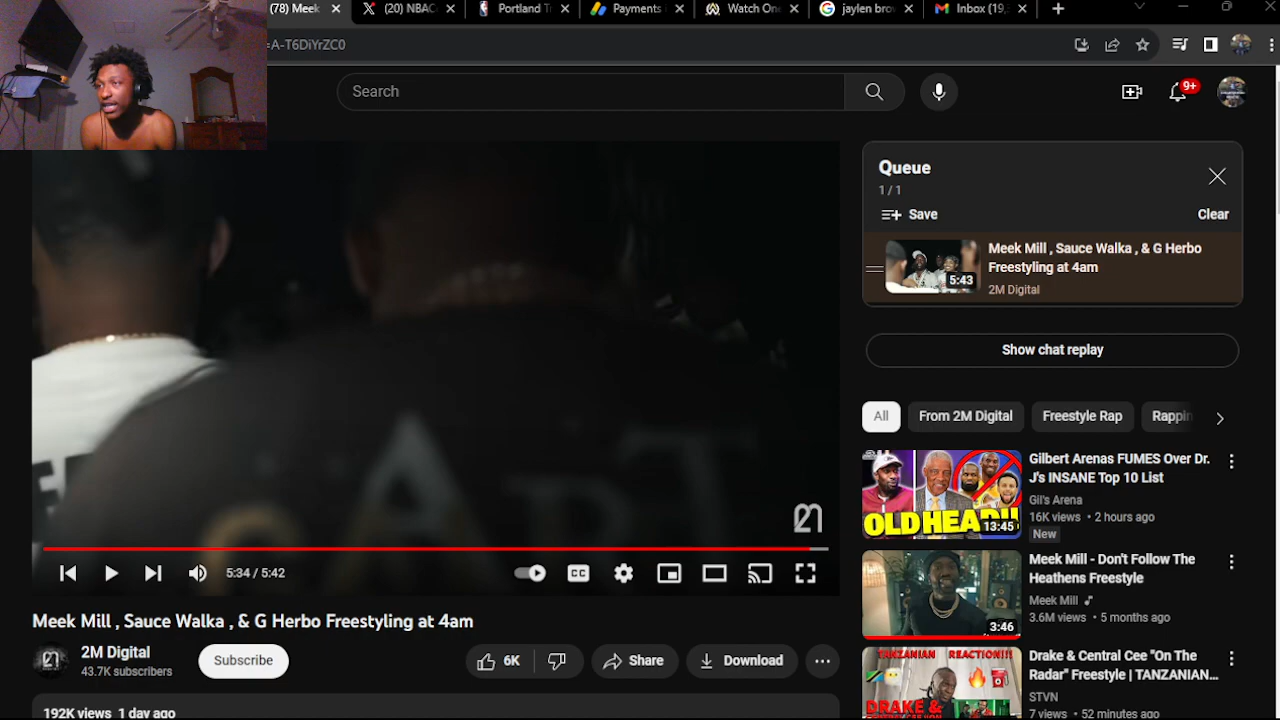 (78) Meek
(20) NBAC
Portland T
Payments
Watch One
jaylen bro
Inbox (19,
=A-T6DiYrZC0
Search
9+
Queue
1 / 1
Save
Clear
Meek Mill , Sauce Walka , & G Herbo
Freestyling at 4am
5:43
2M Digital
Show chat replay
All
From 2M Digital
Freestyle Rap
Rappin
Gilbert Arenas FUMES Over Dr.
J's INSANE Top 10 List
Gil's Arena
16K views • 2 hours ago
New
OLD HEAD!!
13:45
Meek Mill - Don't Follow The
Heathens Freestyle
Meek Mill
3.6M views • 5 months ago
3:46
Drake & Central Cee "On The
Radar" Freestyle | TANZANIAN...
STVN
7 views • 52 minutes ago
TANZANIAN REACTION!!!
DRAKE &
21
5:34 / 5:42
CC
Meek Mill , Sauce Walka , & G Herbo Freestyling at 4am
2M Digital
43.7K subscribers
Subscribe
6K
Share
Download
192K views 1 day ago